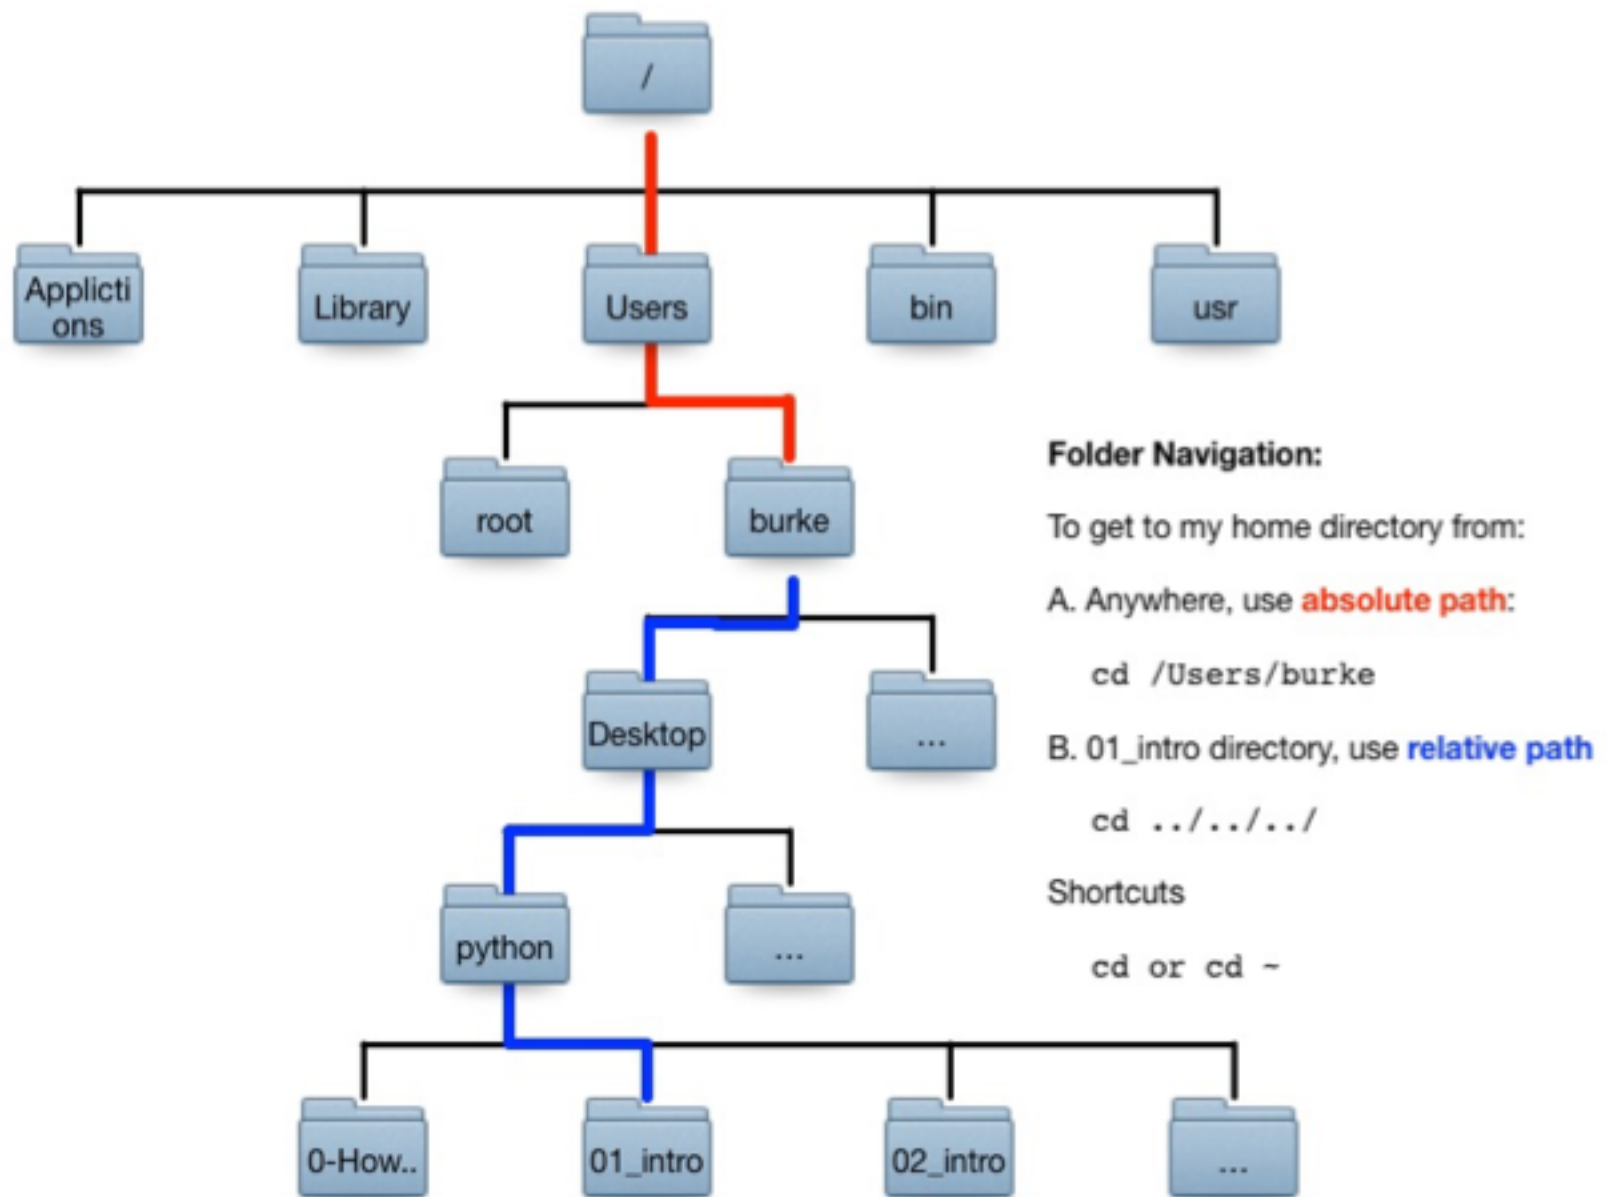 /
Applicti
ons
Library
Users
bin
usr
root
burke
Folder Navigation:
To get to my home directory from:
A. Anywhere, use absolute path:
cd /Users/burke
Desktop
...
B. 01_intro directory, use relative path
cd ../../../
Shortcuts
python
...
cd or cd ~
0-How..
01_intro
02_intro
...